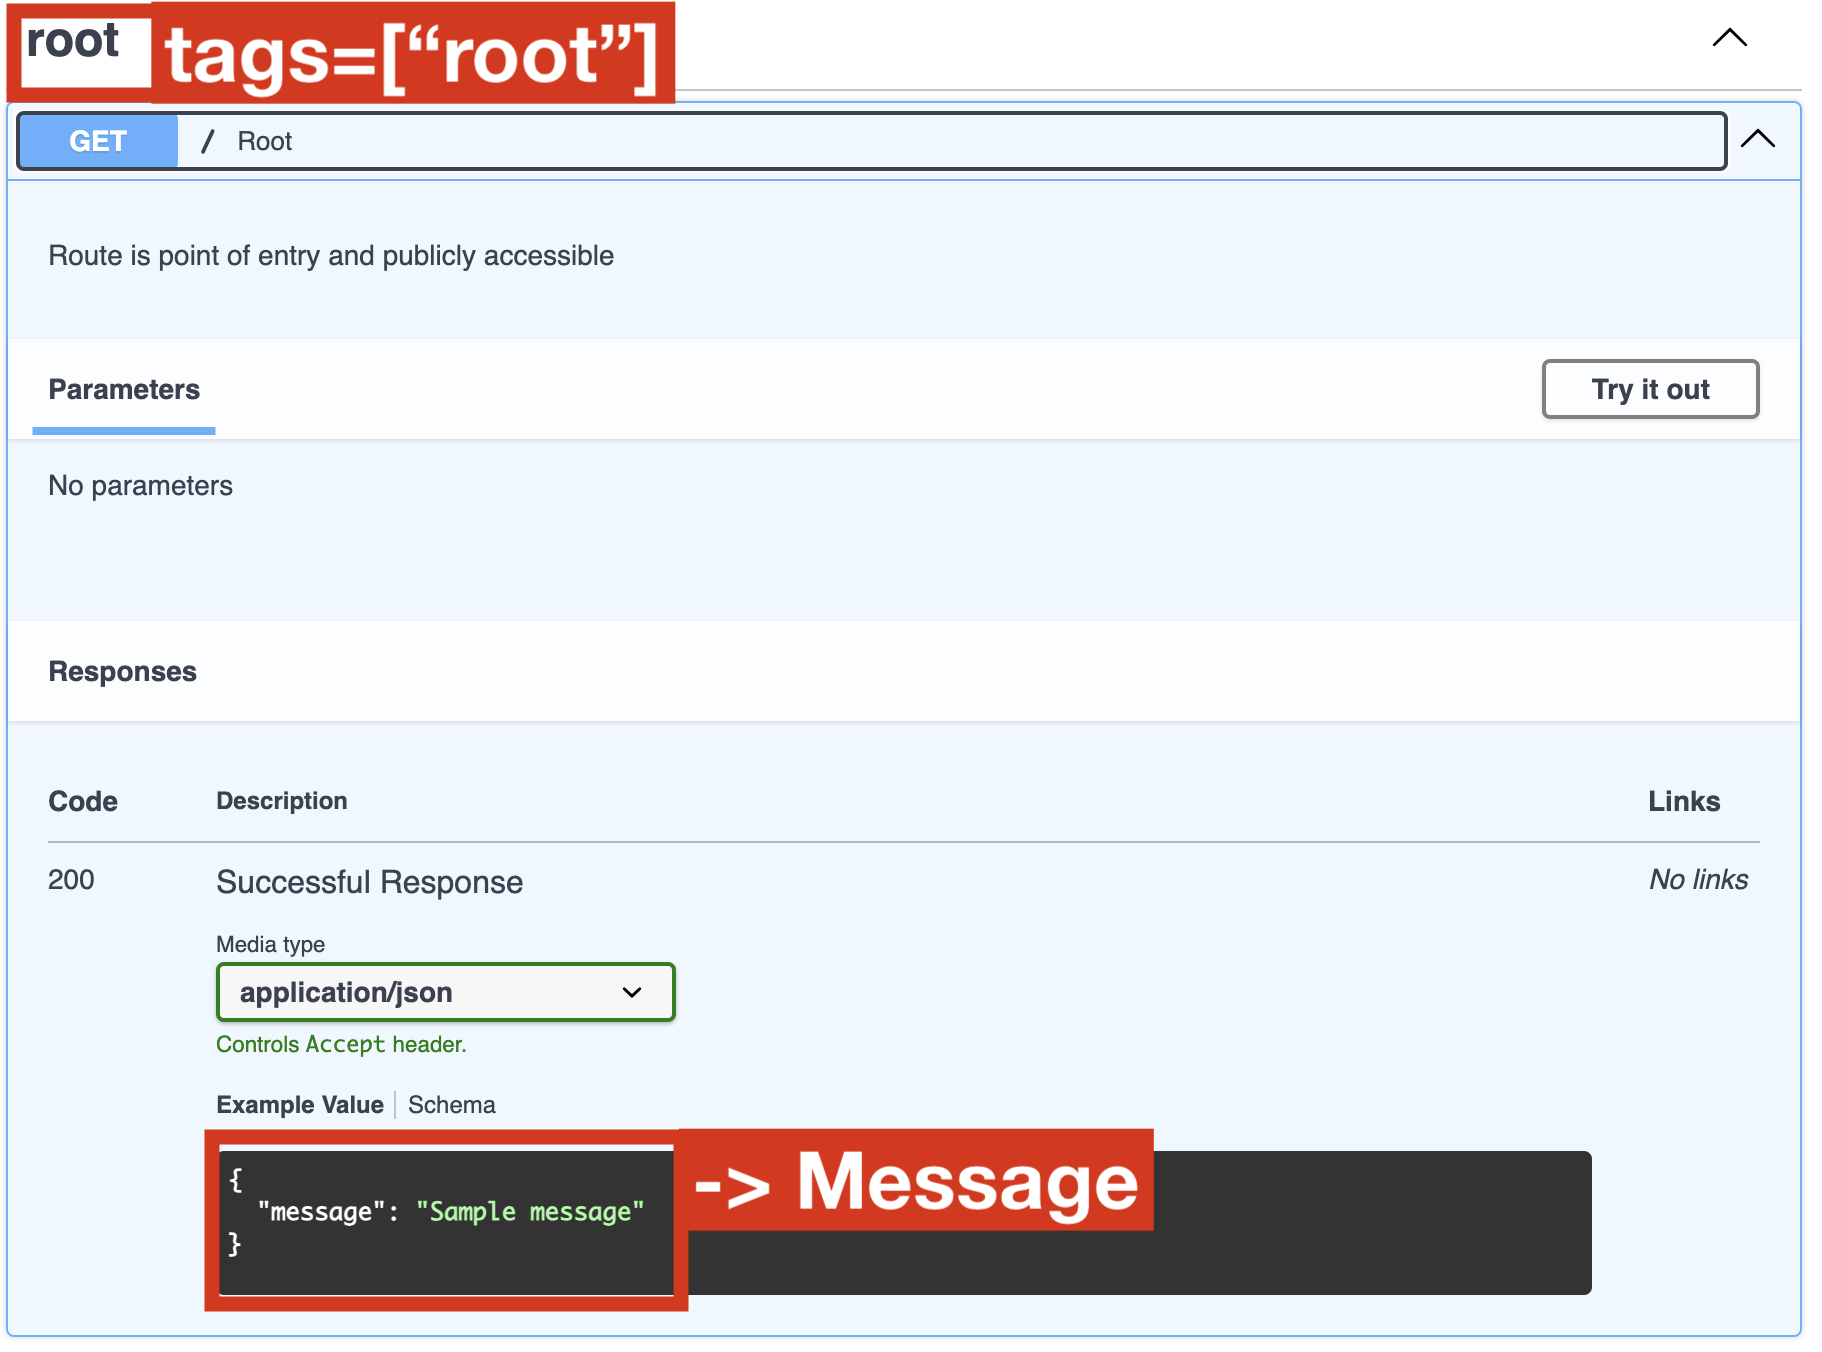 root tags=[“root”]
GET / Root
Route is point of entry and publicly accessible
Parameters Try it out
No parameters
Responses
Code Description Links
200 Successful Response No links
Media type
application/json
Controls Accept header.
Example Value Schema
{
"message": "Sample message"
}
-> Message